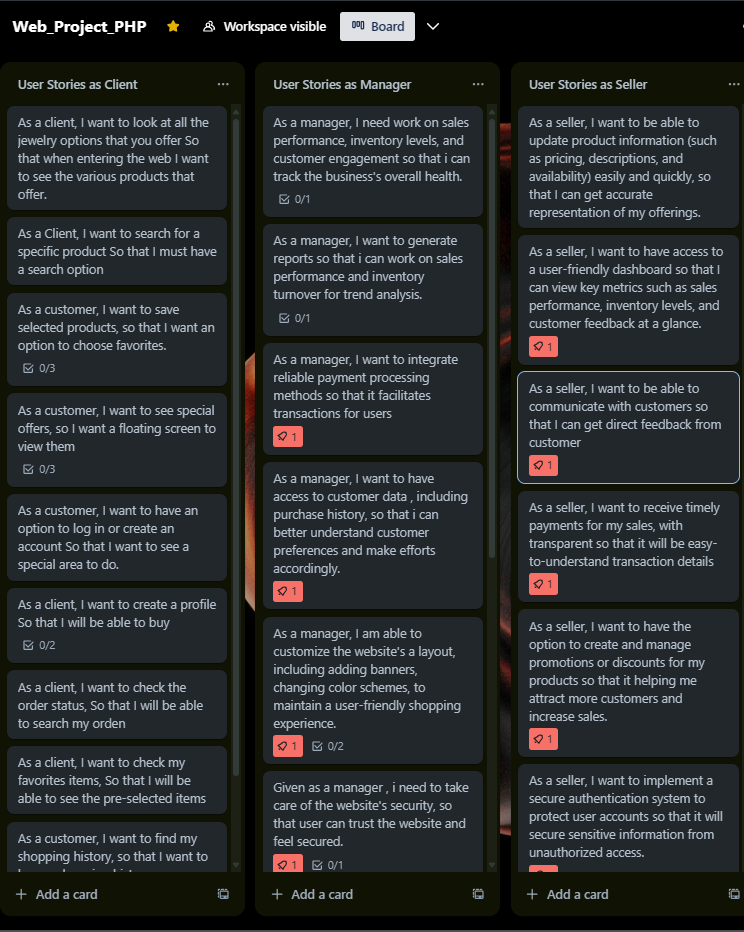 Web_Project_PHP
Workspace visible
Board
User Stories as Client
As a client, I want to look at all the
jewelry options that you offer So
that when entering the web I want
to see the various products that
offer.
As a Client, I want to search for a
specific product So that I must have
a search option
As a customer, I want to save
selected products, so that I want an
option to choose favorites.
0/3
As a customer, I want to see special
offers, so I want a floating screen to
view them
0/3
As a customer, I want to have an
option to log in or create an
account So that I want to see a
special area to do.
As a client, I want to create a profile
So that I will be able to buy
0/2
As a client, I want to check the
order status, So that I will be able
to search my orden
As a client, I want to check my
favorites items, So that I will be
able to see the pre-selected items
As a customer, I want to find my
shopping history, so that I want to
Add a card
User Stories as Manager
As a manager, I need work on sales
performance, inventory levels, and
customer engagement so that i can
track the business's overall health.
0/1
As a manager, I want to generate
reports so that i can work on sales
performance and inventory
turnover for trend analysis.
0/1
As a manager, I want to integrate
reliable payment processing
methods so that it facilitates
transactions for users
1
As a manager, I want to have
access to customer data , including
purchase history, so that i can
better understand customer
preferences and make efforts
accordingly.
1
As a manager, I am able to
customize the website's a layout,
including adding banners,
changing color schemes, to
maintain a user-friendly shopping
experience.
1 0/2
Given as a manager , i need to take
care of the website's security, so
that user can trust the website and
feel secured.
1 0/1
Add a card
User Stories as Seller
As a seller, I want to be able to
update product information (such
as pricing, descriptions, and
availability) easily and quickly, so
that I can get accurate
representation of my offerings.
As a seller, I want to have access to
a user-friendly dashboard so that I
can view key metrics such as sales
performance, inventory levels, and
customer feedback at a glance.
1
As a seller, I want to be able to
communicate with customers so
that I can get direct feedback from
customer
1
As a seller, I want to receive timely
payments for my sales, with
transparent so that it will be easy-
to-understand transaction details
1
As a seller, I want to have the
option to create and manage
promotions or discounts for my
products so that it helping me
attract more customers and
increase sales.
1
As a seller, I want to implement a
secure authentication system to
protect user accounts so that it will
secure sensitive information from
unauthorized access.
Add a card